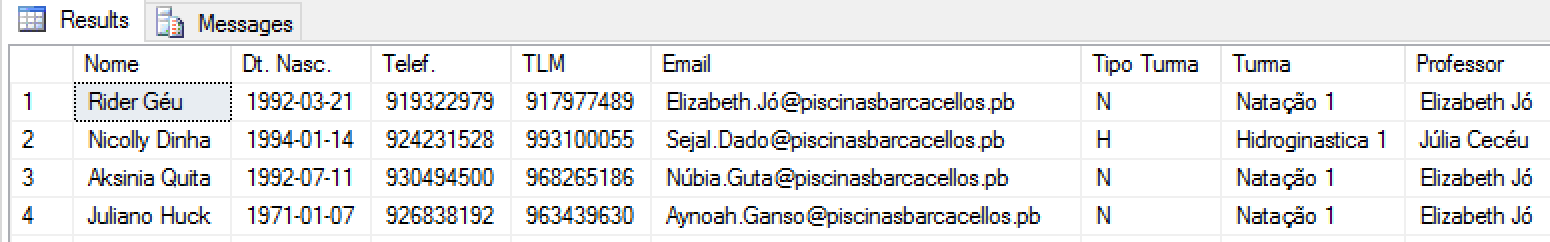 Results Messages
Nome Dt. Nasc. Telef. TLM Email Tipo Turma Turma Professor
1 Rider Géu 1992-03-21 919322979 917977489 Elizabeth.Jó@piscinasbarcacellos.pb N Natação 1 Elizabeth Jó
2 Nicolly Dinha 1994-01-14 924231528 993100055 Sejal.Dado@piscinasbarcacellos.pb H Hidroginastica 1 Júlia Cecéu
3 Aksinia Quita 1992-07-11 930494500 968265186 Núbia.Guta@piscinasbarcacellos.pb N Natação 1 Elizabeth Jó
4 Juliano Huck 1971-01-07 926838192 963439630 Aynoah.Ganso@piscinasbarcacellos.pb N Natação 1 Elizabeth Jó